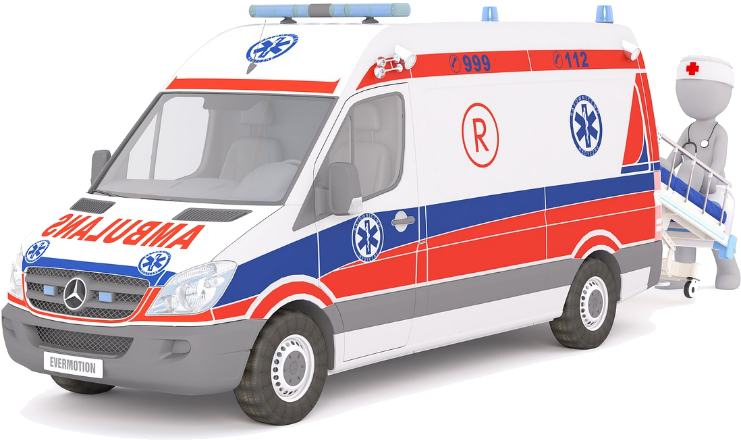 999
112
R
AMBULANS
EVERMOTION